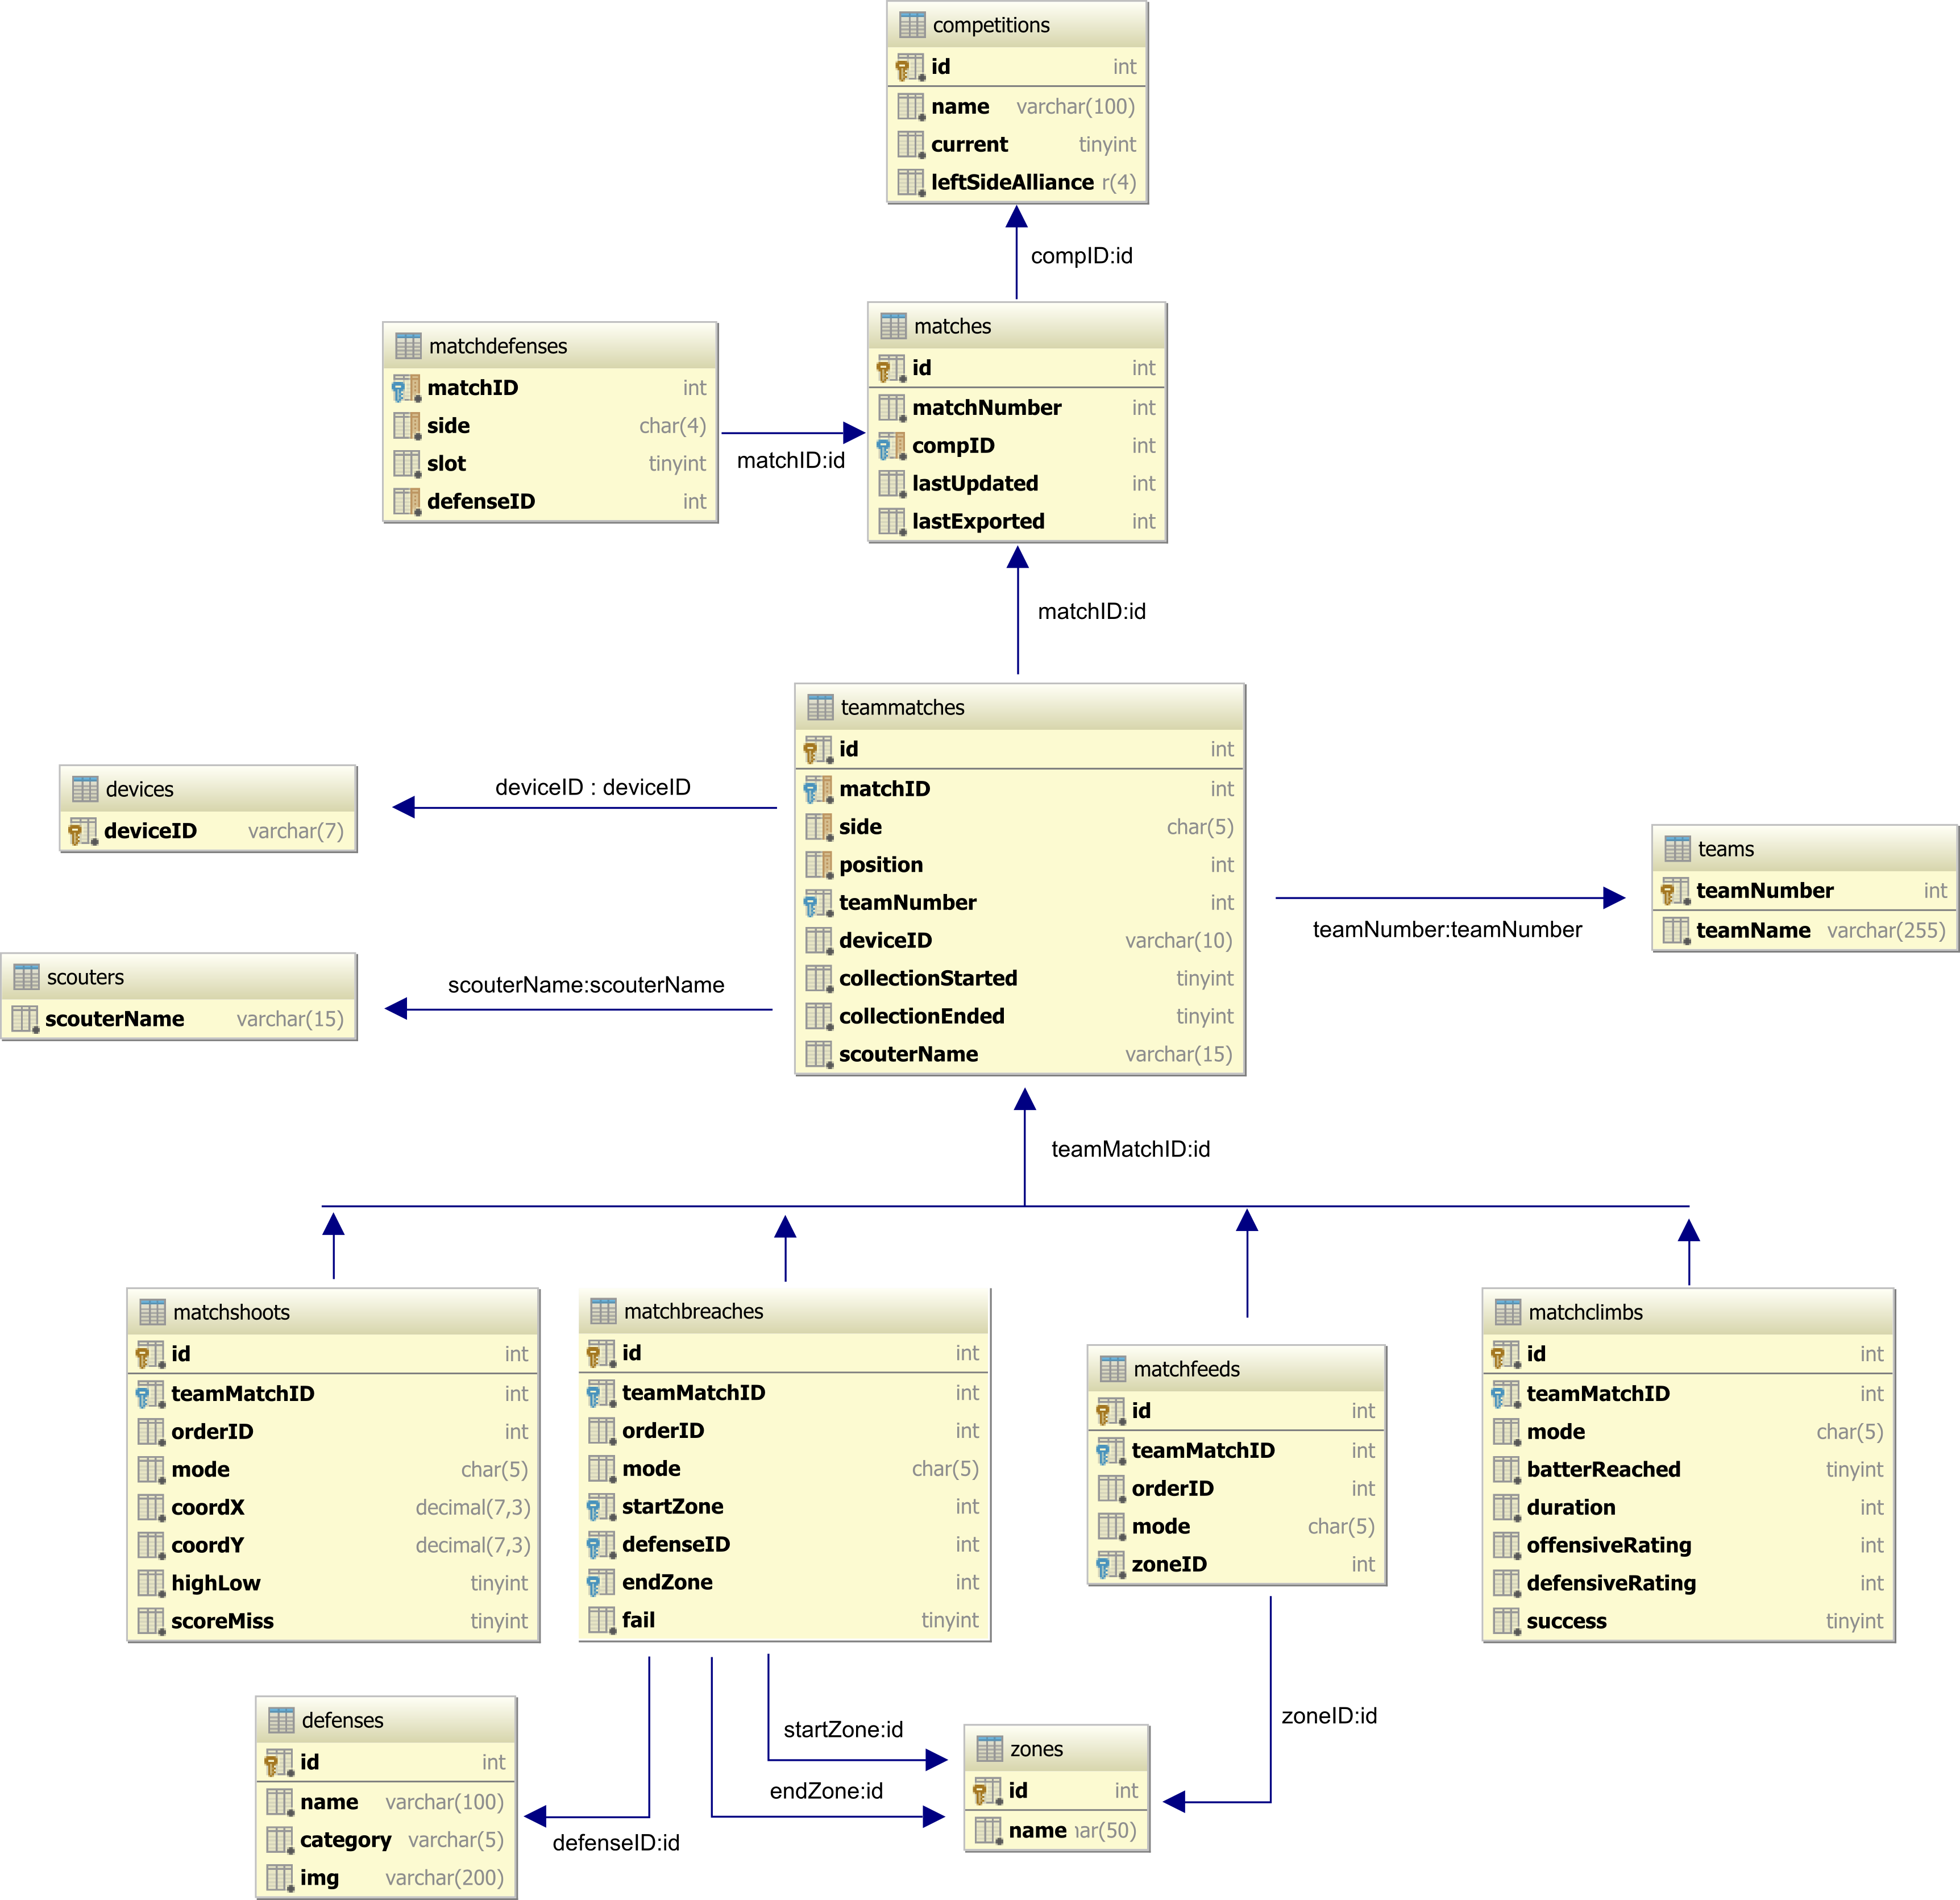 competitions
id int
name varchar(100)
current tinyint
leftSideAlliance r(4)
compID:id
matches
id int
matchNumber int
compID int
lastUpdated int
lastExported int
matchdefenses
matchID int
side char(4)
slot tinyint
defenseID int
matchID:id
matchID:id
teammatches
id int
matchID int
side char(5)
position int
teamNumber int
deviceID varchar(10)
collectionStarted tinyint
collectionEnded tinyint
scouterName varchar(15)
deviceID : deviceID
devices
deviceID varchar(7)
scouterName:scouterName
scouters
scouterName varchar(15)
teamNumber:teamNumber
teams
teamNumber int
teamName varchar(255)
teamMatchID:id
matchshoots
id int
teamMatchID int
orderID int
mode char(5)
coordX decimal(7,3)
coordY decimal(7,3)
highLow tinyint
scoreMiss tinyint
matchbreaches
id int
teamMatchID int
orderID int
mode char(5)
startZone int
defenseID int
endZone int
fail tinyint
matchfeeds
id int
teamMatchID int
orderID int
mode char(5)
zoneID int
matchclimbs
id int
teamMatchID int
mode char(5)
batterReached tinyint
duration int
offensiveRating int
defensiveRating int
success tinyint
defenses
id int
name varchar(100)
category varchar(5)
img varchar(200)
defenseID:id
startZone:id
endZone:id
zoneID:id
zones
id int
name ar(50)